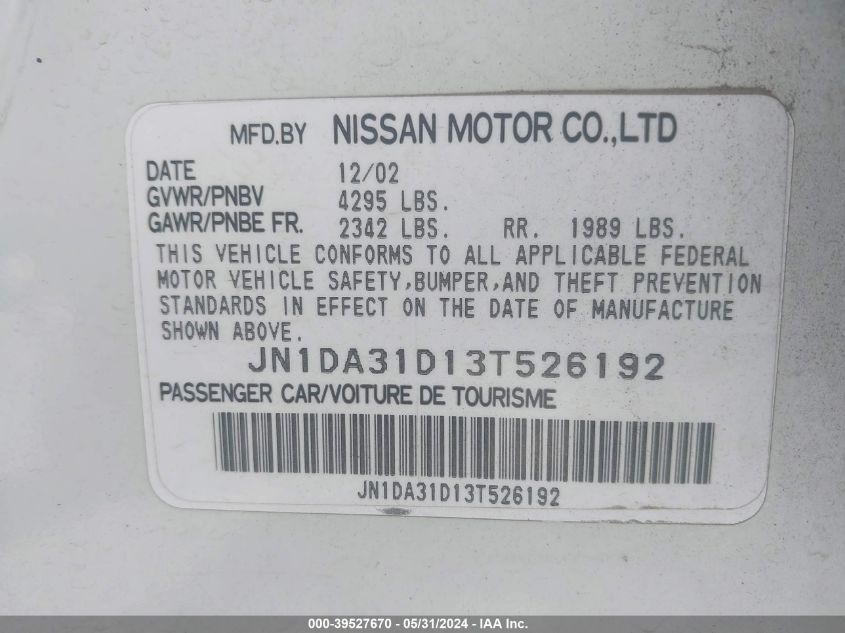 MFD.BY NISSAN MOTOR CO.,LTD
DATE 12/02
GVWR/PNBV 4295 LBS.
GAWR/PNBE FR. 2342 LBS. RR. 1989 LBS.
THIS VEHICLE CONFORMS TO ALL APPLICABLE FEDERAL
MOTOR VEHICLE SAFETY,BUMPER,AND THEFT PREVENTION
STANDARDS IN EFFECT ON THE DATE OF MANUFACTURE
SHOWN ABOVE.
JN1DA31D13T526192
PASSENGER CAR/VOITURE DE TOURISME
JN1DA31D13T526192
000-39527670 - 05/31/2024 - IAA Inc.